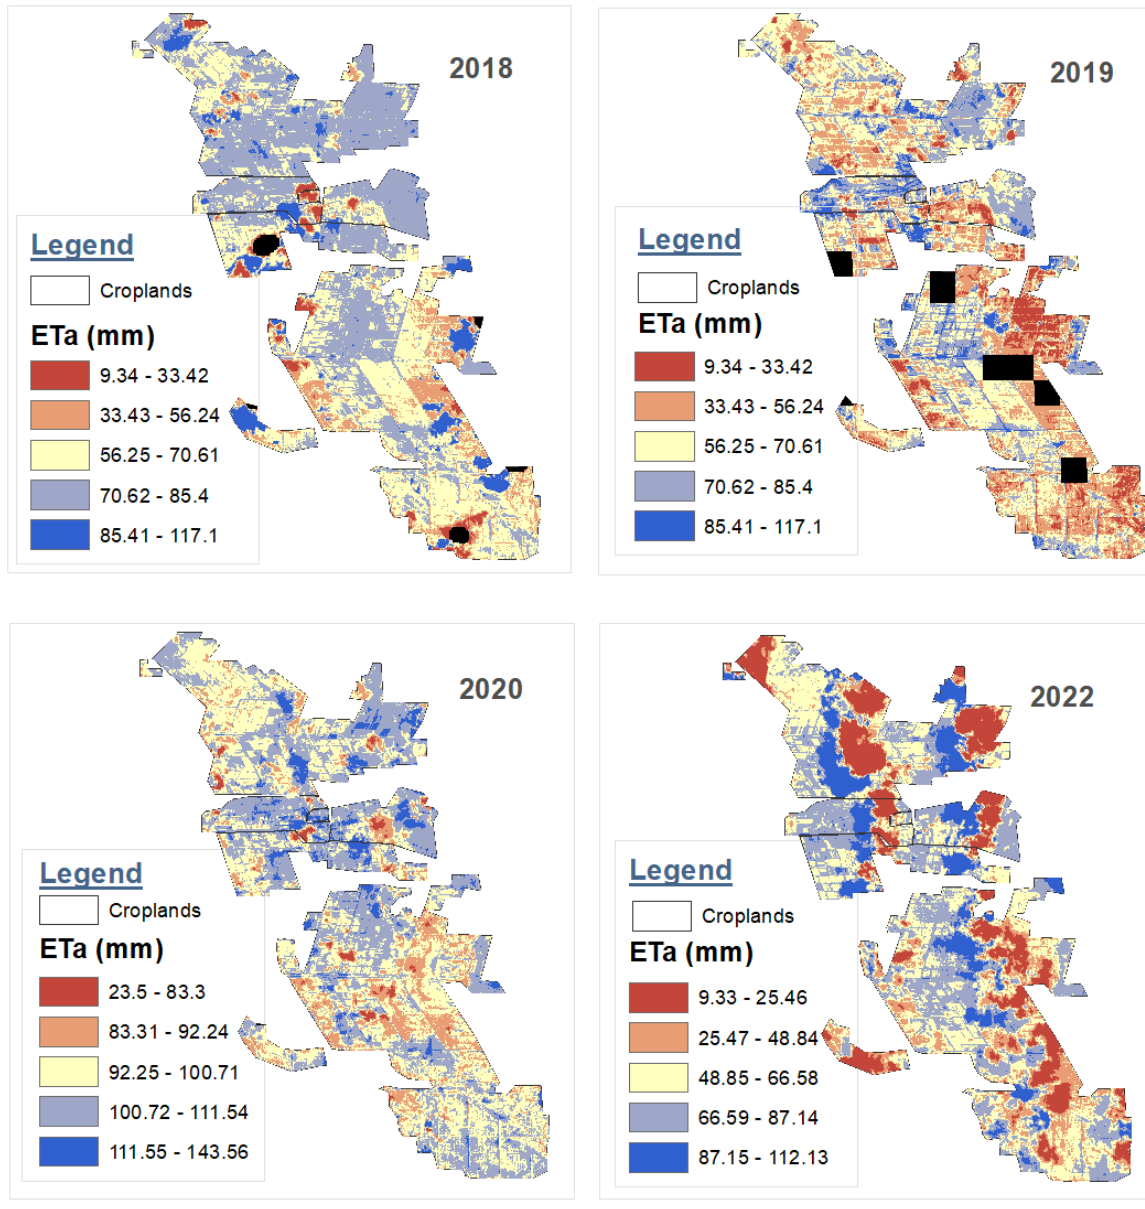 2018
Legend
Croplands
ETa (mm)
9.34 - 33.42
33.43 - 56.24
56.25 - 70.61
70.62 - 85.4
85.41 - 117.1
2019
Legend
Croplands
ETa (mm)
9.34 - 33.42
33.43 - 56.24
56.25 - 70.61
70.62 - 85.4
85.41 - 117.1
2020
Legend
Croplands
ETa (mm)
23.5 - 83.3
83.31 - 92.24
92.25 - 100.71
100.72 - 111.54
111.55 - 143.56
2022
Legend
Croplands
ETa (mm)
9.33 - 25.46
25.47 - 48.84
48.85 - 66.58
66.59 - 87.14
87.15 - 112.13